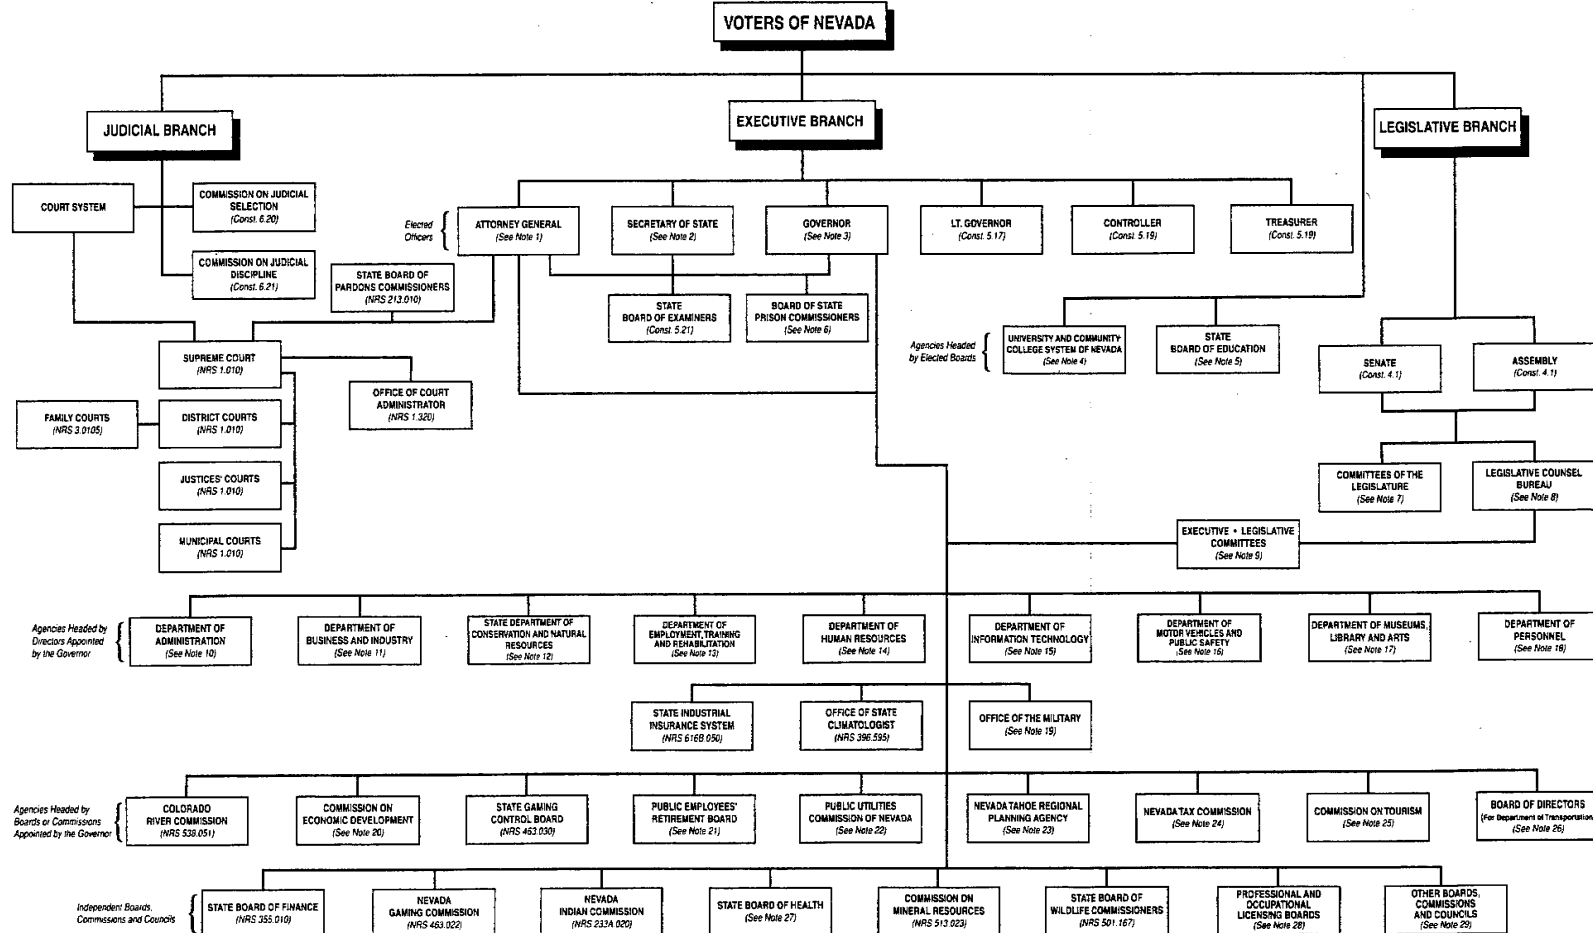 VOTERS OF NEVADA
JUDICIAL BRANCH
EXECUTIVE BRANCH
LEGISLATIVE BRANCH
COURT SYSTEM
COMMISSION ON JUDICIAL
SELECTION
(Const. 6.20)
COMMISSION ON JUDICIAL
DISCIPLINE
(Const. 6.21)
Elected
Officers
ATTORNEY GENERAL
(See Note 1)
SECRETARY OF STATE
(See Note 2)
GOVERNOR
(See Note 3)
LT. GOVERNOR
(Const. 5.17)
CONTROLLER
(Const. 5.19)
TREASURER
(Const. 5.19)
STATE BOARD OF
PARDONS COMMISSIONERS
(NRS 213.010)
STATE
BOARD OF EXAMINERS
(Const. 5.21)
BOARD OF STATE
PRISON COMMISSIONERS
(See Note 6)
Agencies Headed
by Elected Boards
UNIVERSITY AND COMMUNITY
COLLEGE SYSTEM OF NEVADA
(See Note 4)
STATE
BOARD OF EDUCATION
(See Note 5)
SENATE
(Const. 4.1)
ASSEMBLY
(Const. 4.1)
SUPREME COURT
(NRS 1.010)
OFFICE OF COURT
ADMINISTRATOR
(NRS 1.320)
FAMILY COURTS
(NRS 3.0105)
DISTRICT COURTS
(NRS 1.010)
JUSTICES' COURTS
(NRS 1.010)
MUNICIPAL COURTS
(NRS 1.010)
COMMITTEES OF THE
LEGISLATURE
(See Note 7)
LEGISLATIVE COUNSEL
BUREAU
(See Note 8)
EXECUTIVE • LEGISLATIVE
COMMITTEES
(See Note 9)
Agencies Headed by
Directors Appointed
by the Governor
DEPARTMENT OF
ADMINISTRATION
(See Note 10)
DEPARTMENT OF
BUSINESS AND INDUSTRY
(See Note 11)
STATE DEPARTMENT OF
CONSERVATION AND NATURAL
RESOURCES
(See Note 12)
DEPARTMENT OF
EMPLOYMENT, TRAINING
AND REHABILITATION
(See Note 13)
DEPARTMENT OF
HUMAN RESOURCES
(See Note 14)
DEPARTMENT OF
INFORMATION TECHNOLOGY
(See Note 15)
DEPARTMENT OF
MOTOR VEHICLES AND
PUBLIC SAFETY
(See Note 16)
DEPARTMENT OF MUSEUMS,
LIBRARY AND ARTS
(See Note 17)
DEPARTMENT OF
PERSONNEL
(See Note 18)
STATE INDUSTRIAL
INSURANCE SYSTEM
(NRS 616B.050)
OFFICE OF STATE
CLIMATOLOGIST
(NRS 396.595)
OFFICE OF THE MILITARY
(See Note 19)
Agencies Headed by
Boards or Commissions
Appointed by the Governor
COLORADO
RIVER COMMISSION
(NRS 538.051)
COMMISSION ON
ECONOMIC DEVELOPMENT
(See Note 20)
STATE GAMING
CONTROL BOARD
(NRS 463.030)
PUBLIC EMPLOYEES'
RETIREMENT BOARD
(See Note 21)
PUBLIC UTILITIES
COMMISSION OF NEVADA
(See Note 22)
NEVADA TAHOE REGIONAL
PLANNING AGENCY
(See Note 23)
NEVADA TAX COMMISSION
(See Note 24)
COMMISSION ON TOURISM
(See Note 25)
BOARD OF DIRECTORS
(For Department of Transportation)
(See Note 26)
Independent Boards,
Commissions and Councils
STATE BOARD OF FINANCE
(NRS 355.010)
NEVADA
GAMING COMMISSION
(NRS 463.022)
NEVADA
INDIAN COMMISSION
(NRS 233A.020)
STATE BOARD OF HEALTH
(See Note 27)
COMMISSION ON
MINERAL RESOURCES
(NRS 513.023)
STATE BOARD OF
WILDLIFE COMMISSIONERS
(NRS 501.167)
PROFESSIONAL AND
OCCUPATIONAL
LICENSING BOARDS
(See Note 28)
OTHER BOARDS,
COMMISSIONS
AND COUNCILS
(See Note 29)